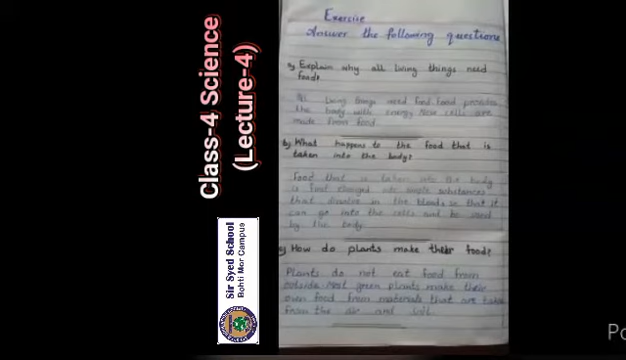 Class-4 Science
(Lecture-4)
Sir Syed School
Bohti Mor Campus
Exercise
Answer the following questions
a) Explain why all living things need
food?
All living things need food. Food provides
the body with energy. New cells are
made from food.
b) What happens to the food that is
taken into the body?
Food that is taken into the body
is first changed into simple substances
that dissolve in the blood, so that it
can go into the cells and be used
by the body.
c) How do plants make their food?
Plants do not eat food from
outside. Most green plants make their
own food from materials that are taken
from the air and soil.
Po